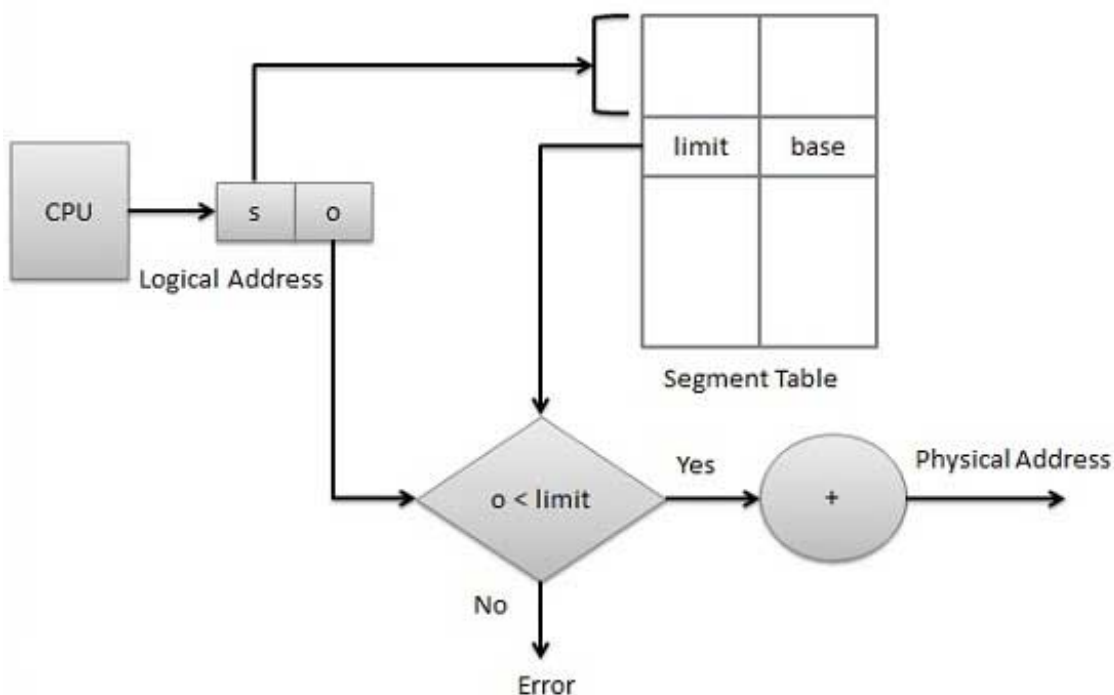 limit
base
CPU
s
o
Logical Address
Segment Table
Yes
Physical Address
o < limit
+
No
Error